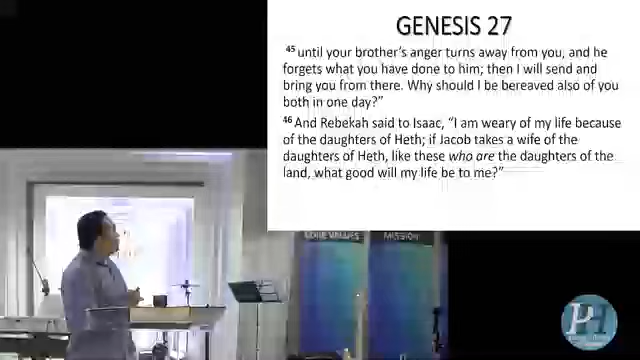 GENESIS 27
45 until your brother’s anger turns away from you, and he
forgets what you have done to him; then I will send and
bring you from there. Why should I be bereaved also of you
both in one day?”
46 And Rebekah said to Isaac, “I am weary of my life because
of the daughters of Heth; if Jacob takes a wife of the
daughters of Heth, like these who are the daughters of the
land, what good will my life be to me?”
CORE VALUES
MISSION
PH